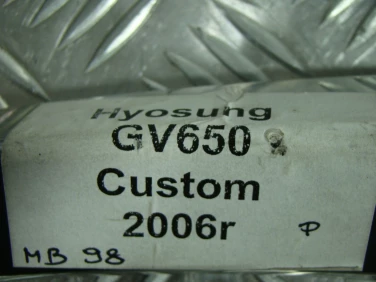 Hyosung
GV650
Custom
2006r
P
MB 98